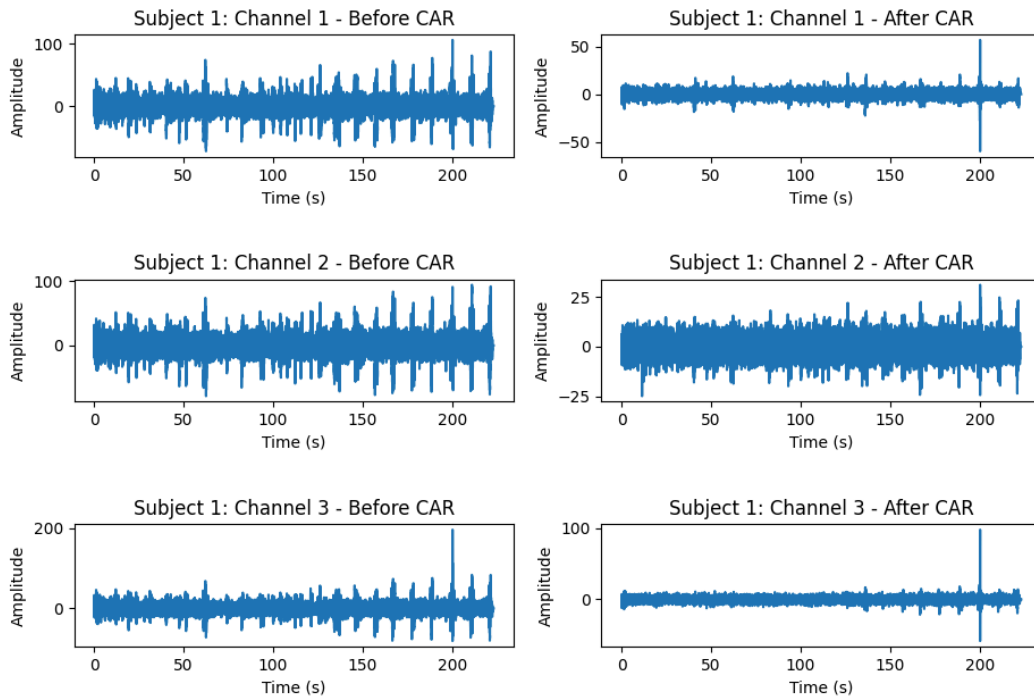 Subject 1: Channel 1 - Before CAR
100
0
Amplitude
0 50 100 150 200
Time (s)
Subject 1: Channel 1 - After CAR
50
0
−50
Amplitude
0 50 100 150 200
Time (s)
Subject 1: Channel 2 - Before CAR
100
0
Amplitude
0 50 100 150 200
Time (s)
Subject 1: Channel 2 - After CAR
25
0
−25
Amplitude
0 50 100 150 200
Time (s)
Subject 1: Channel 3 - Before CAR
200
0
Amplitude
0 50 100 150 200
Time (s)
Subject 1: Channel 3 - After CAR
100
0
Amplitude
0 50 100 150 200
Time (s)